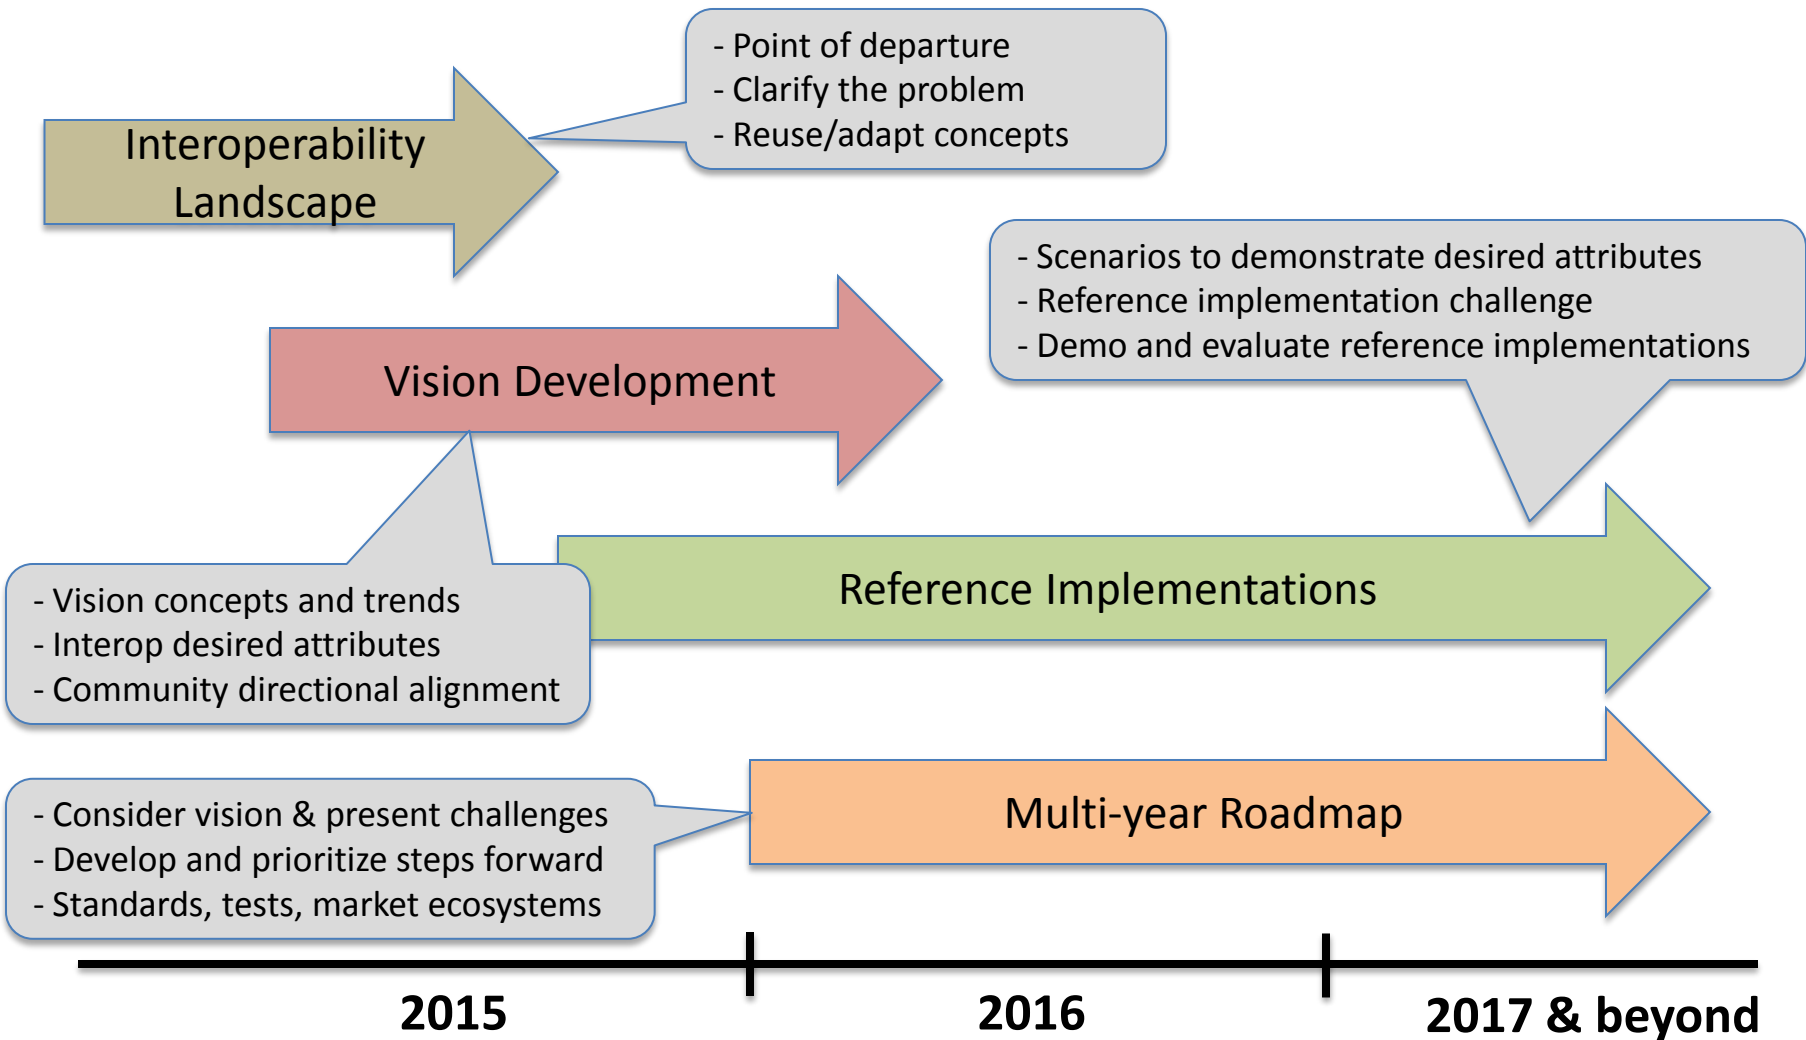 - Point of departure
- Clarify the problem
- Reuse/adapt concepts
Interoperability
Landscape
- Scenarios to demonstrate desired attributes
- Reference implementation challenge
- Demo and evaluate reference implementations
Vision Development
Reference Implementations
- Vision concepts and trends
- Interop desired attributes
- Community directional alignment
Multi-year Roadmap
- Consider vision & present challenges
- Develop and prioritize steps forward
- Standards, tests, market ecosystems
2015
2016
2017 & beyond